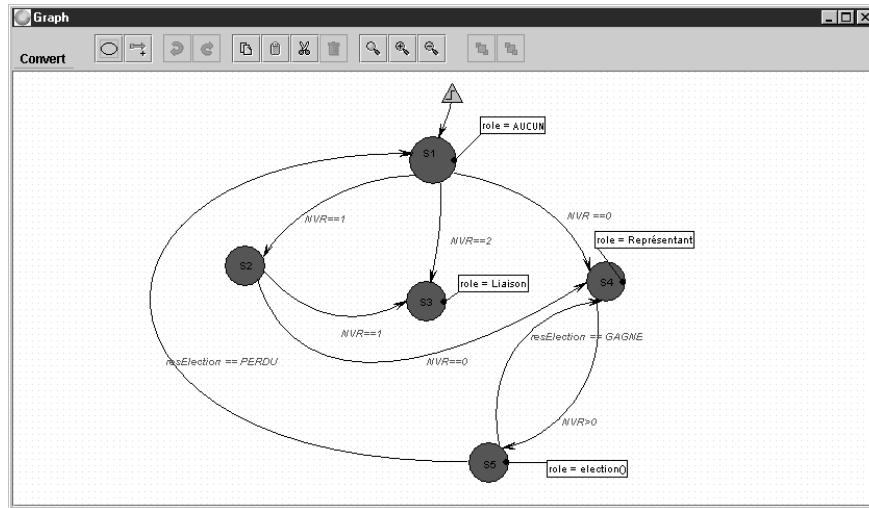 Graph
Convert
role = AUCUN
S1
NVR==1
NVR ==0
NVR==2
role = Représentant
S2
S4
role = Liaison
S3
NVR==1
resElection == GAGNE
resElection == PERDU
NVR==0
NVR>0
S5
role = election()